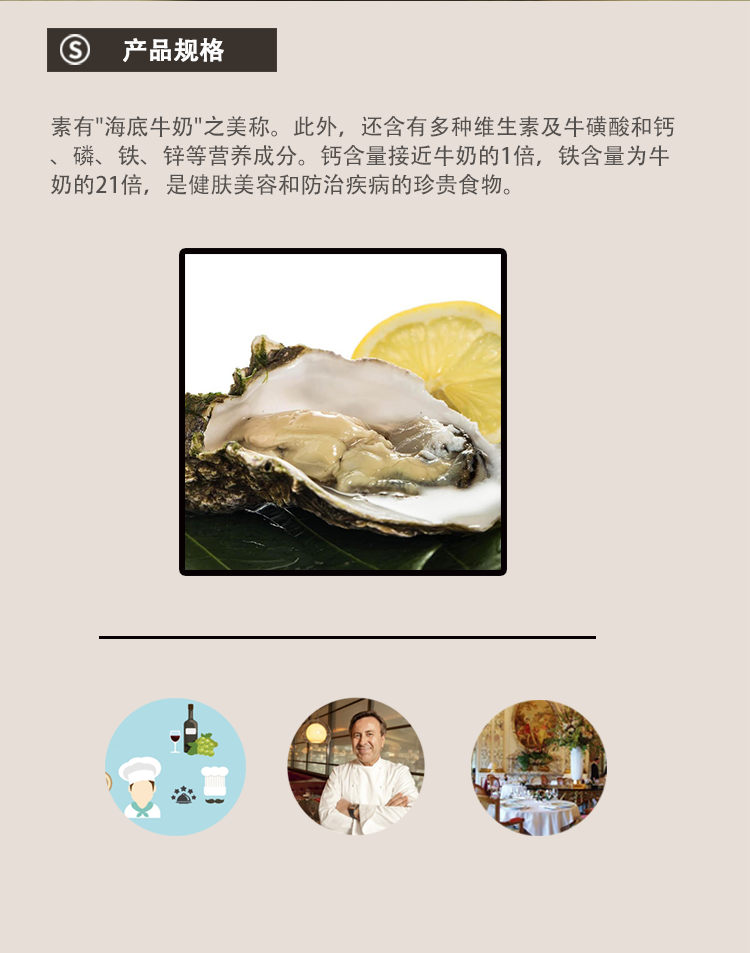 S 产品规格
素有"海底牛奶"之美称。此外，还含有多种维生素及牛磺酸和钙
、磷、铁、锌等营养成分。钙含量接近牛奶的1倍，铁含量为牛
奶的21倍，是健肤美容和防治疾病的珍贵食物。